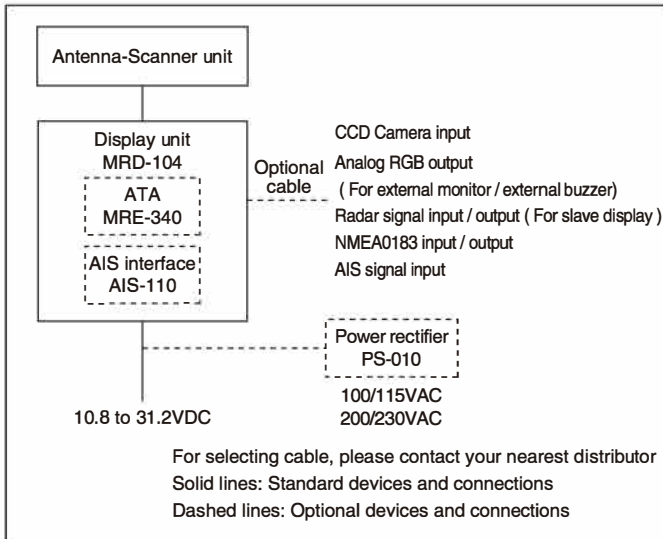 Antenna-Scanner unit
Display unit
MRD-104
ATA
MRE-340
AIS interface
AIS-110
Optional
cable
CCD Camera input
Analog RGB output
( For external monitor / external buzzer)
Radar signal input / output ( For slave display )
NMEA0183 input / output
AIS signal input
Power rectifier
PS-010
100/115VAC
200/230VAC
10.8 to 31.2VDC
For selecting cable, please contact your nearest distributor
Solid lines: Standard devices and connections
Dashed lines: Optional devices and connections